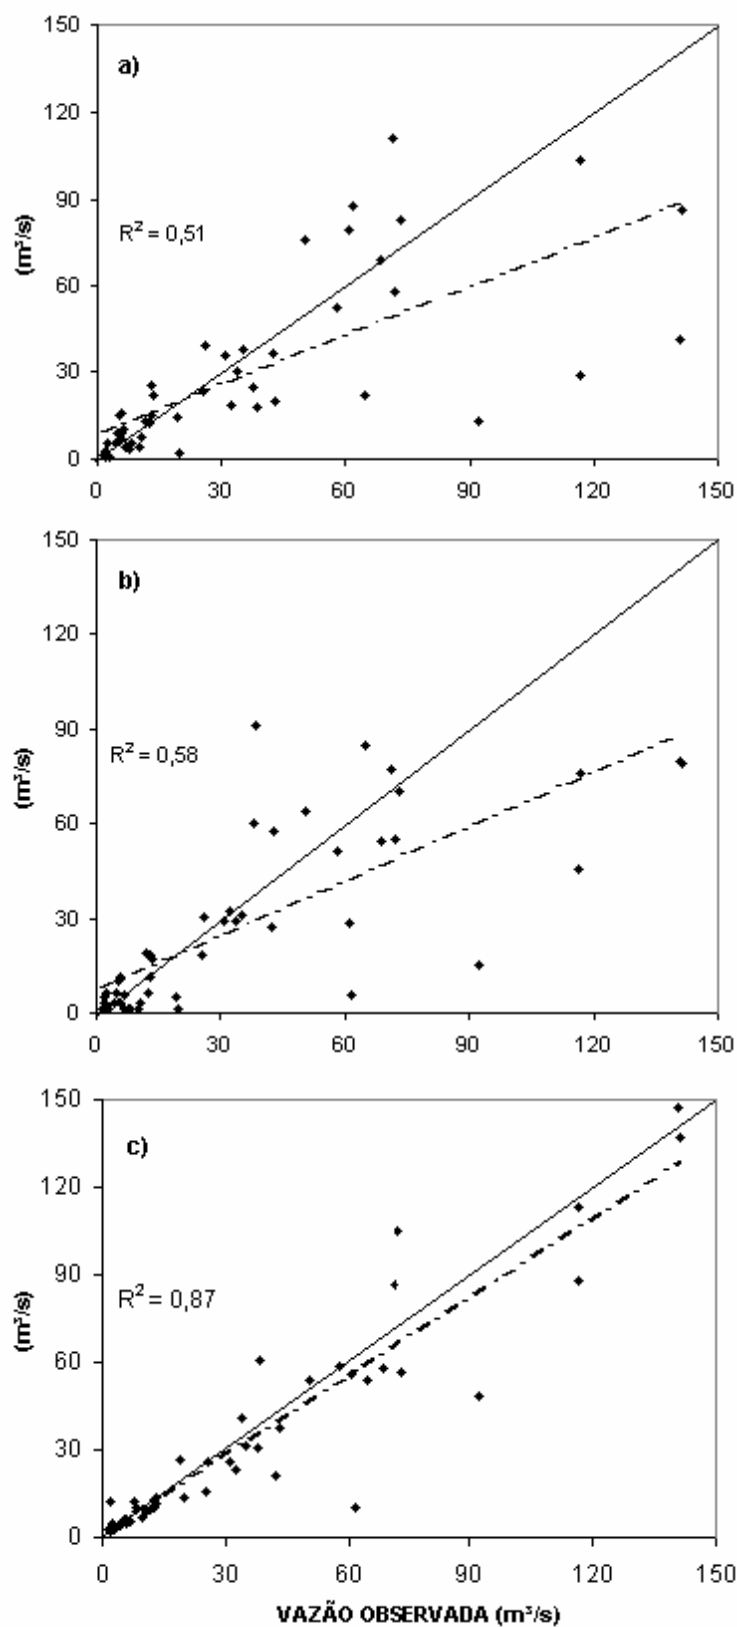 150
a)
120
90
R² = 0,51
(m³/s)
60
30
0
0 30 60 90 120 150
150
b)
120
90
R² = 0,58
(m³/s)
60
30
0
0 30 60 90 120 150
150
c)
120
90
R² = 0,87
(m³/s)
60
30
0
0 30 60 90 120 150
VAZÃO OBSERVADA (m³/s)